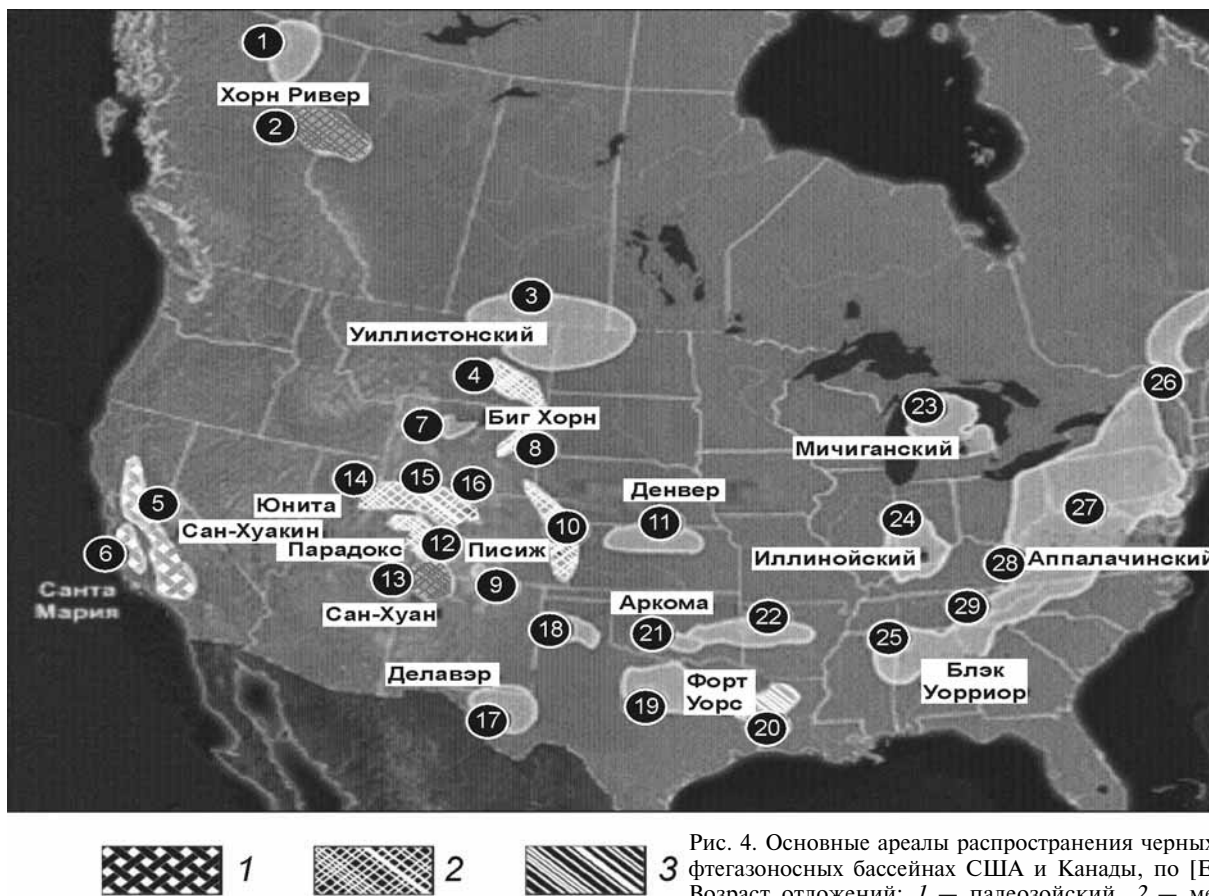 1
Хорн Ривер
2
3
Уиллистонский
4
7
Биг Хорн
8
23
26
Мичиганский
14
15
16
Юнита
5
Сан-Хуакин
Денвер
10
11
24
27
6
Парадокс
12
Писиж
Иллинойский
28
Аппалачинский
Санта
Мария
13
9
Сан-Хуан
Аркома
29
18
21
22
25
Делавэр
Форт
Уорс
Блэк
Уорриор
17
19
20
1
2
3
Рис. 4. Основные ареалы распространения черных
фтегазоносных бассейнах США и Канады, по [Е
Возраст отложений: 1 — палеозойский, 2 — ме